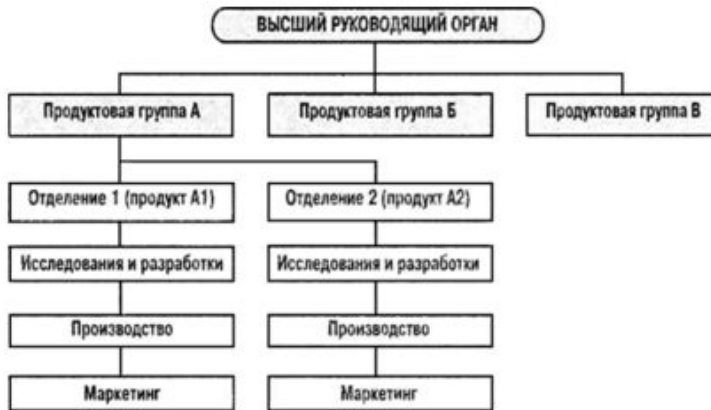 ВЫСШИЙ РУКОВОДЯЩИЙ ОРГАН
Продуктовая группа А
Продуктовая группа Б
Продуктовая группа В
Отделение 1 (продукт А1)
Отделение 2 (продукт А2)
Исследования и разработки
Исследования и разработки
Производство
Производство
Маркетинг
Маркетинг